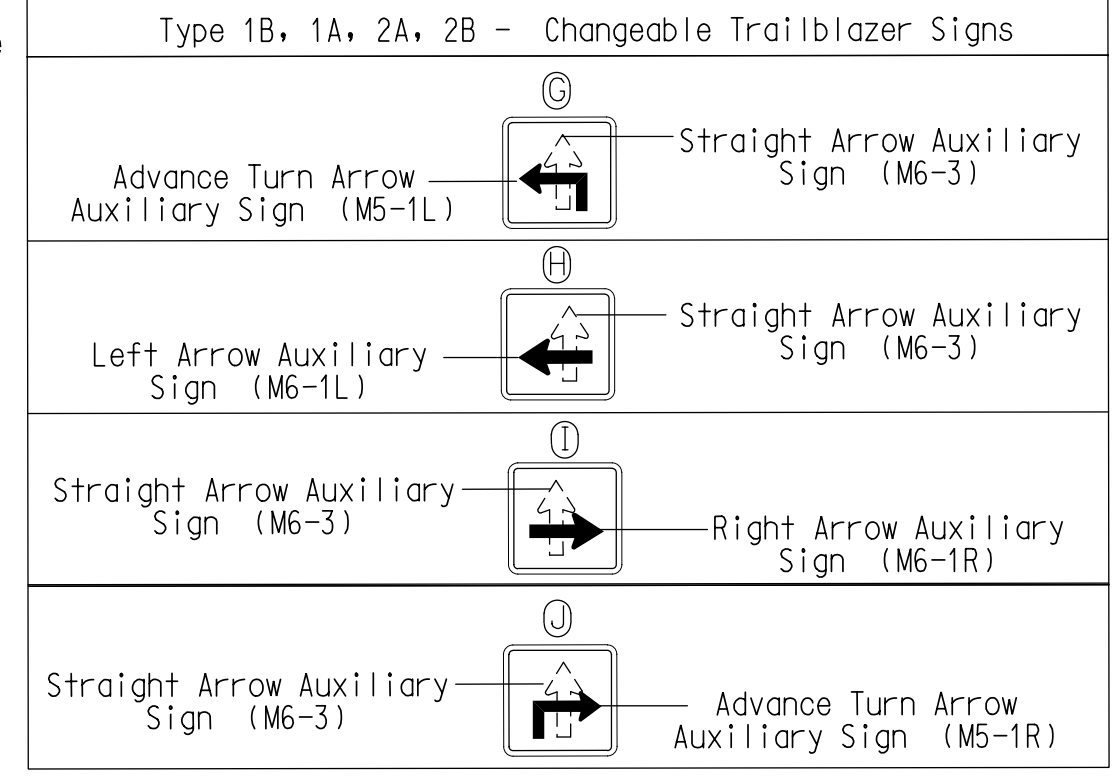 e
Type 1B, 1A, 2A, 2B - Changeable Trailblazer Signs
G
Straight Arrow Auxiliary
Sign (M6-3)
Advance Turn Arrow
Auxiliary Sign (M5-1L)
H
Straight Arrow Auxiliary
Sign (M6-3)
Left Arrow Auxiliary
Sign (M6-1L)
I
Straight Arrow Auxiliary
Sign (M6-3)
Right Arrow Auxiliary
Sign (M6-1R)
J
Straight Arrow Auxiliary
Sign (M6-3)
Advance Turn Arrow
Auxiliary Sign (M5-1R)